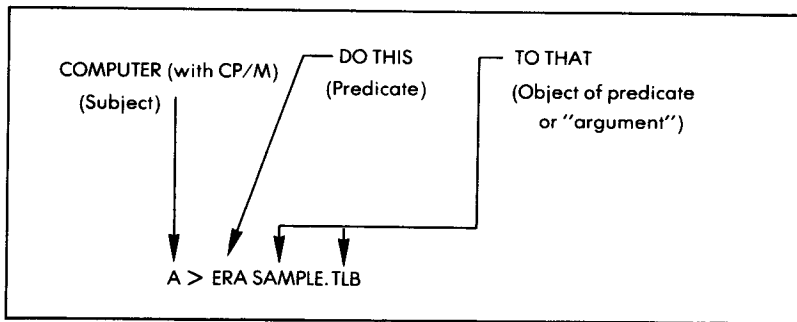 COMPUTER (with CP/M)
(Subject)
DO THIS
(Predicate)
TO THAT
(Object of predicate
or "argument")
A > ERA SAMPLE.TLB